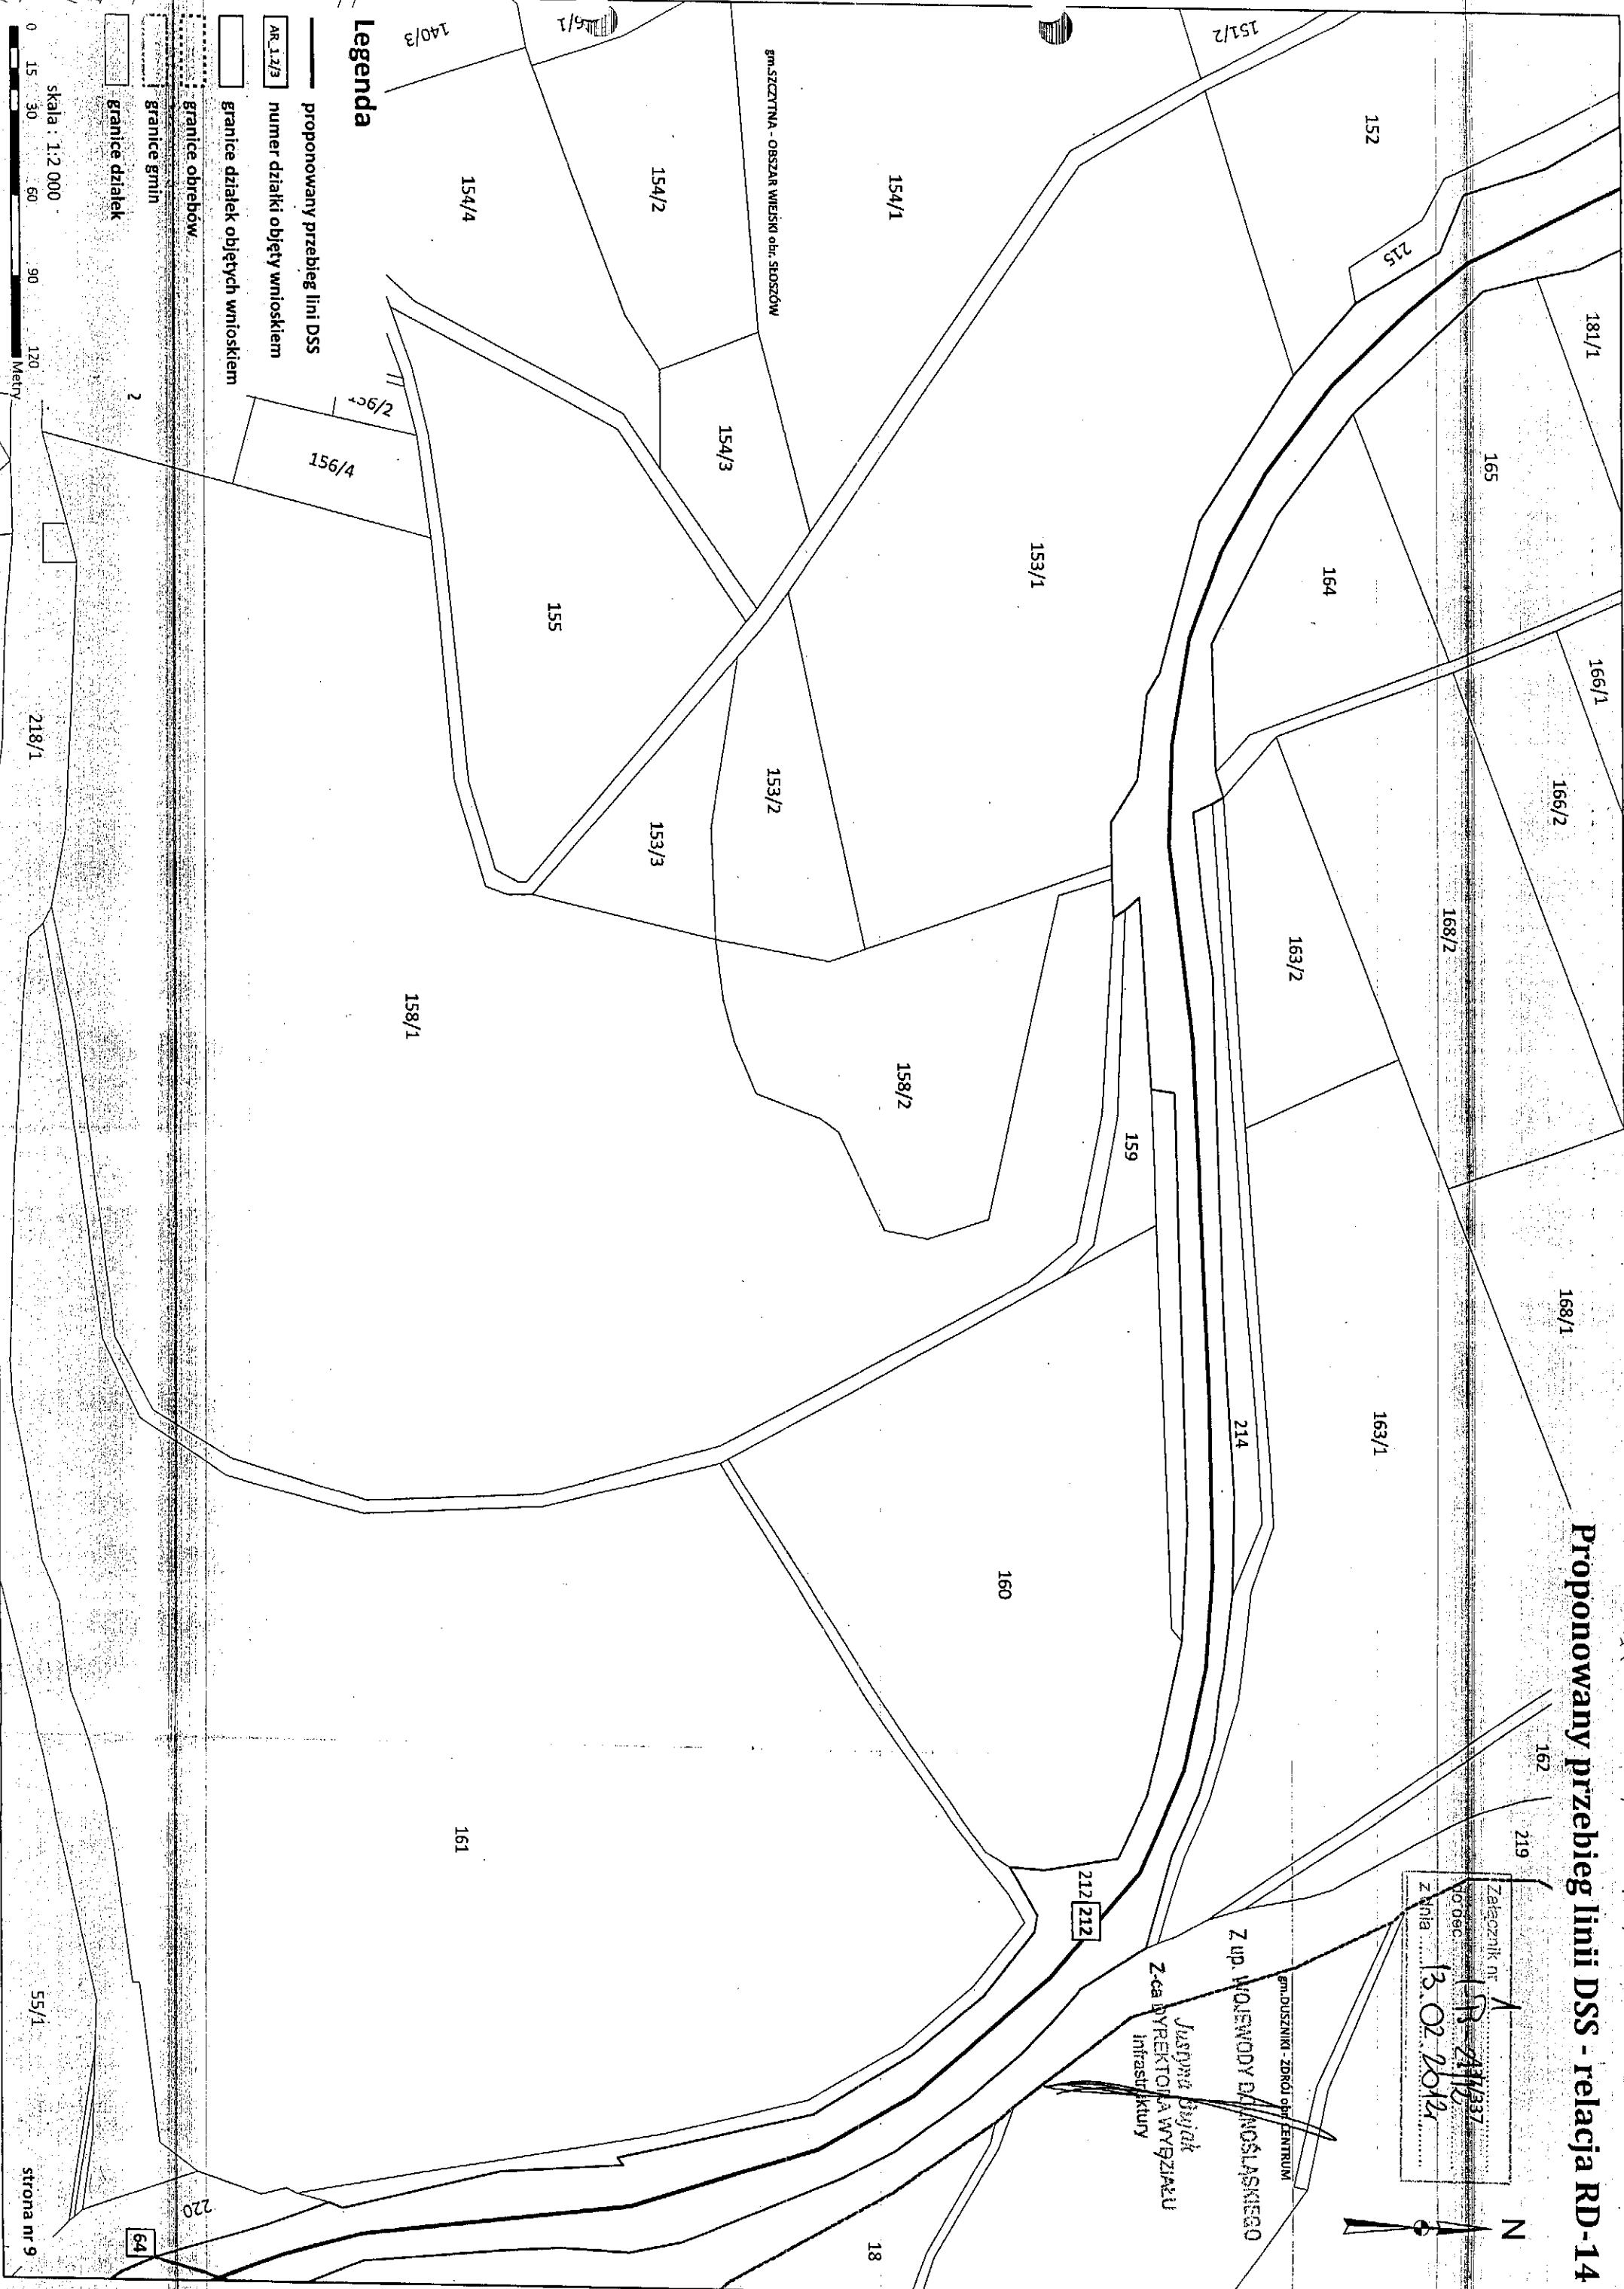 Proponowany przebieg linii DSS - relacja RD-14
N
Załącznik nr 1
do dec.
z dnia 13.02.2012
gm.DUSZNIKI - ZDRÓJ obr. CENTRUM
Z up. WOJEWODY DOLNOŚLĄSKIEGO
Justyna Bujak
Z-ca DYREKTORA WYDZIAŁU
Infrastruktury
181/1
165
166/1
166/2
168/2
168/1
162
219
152
215
164
163/2
163/1
214
151/2
154/1
153/1
159
160
212
212
158/2
gm.SZCZYTNA - OBSZAR WIEJSKI obr. SŁOSZÓW
154/2
154/3
153/2
153/3
18
140/3
154/4
155
158/1
161
156/4
220
64
218/1
55/1
2
Legenda
proponowany przebieg lini DSS
AR_1.2/3
numer działki objęty wnioskiem
granice działek objętych wnioskiem
granice obrębów
granice gmin
granice działek
skala : 1:2 000
0 15 30 60 90 120
Metry
strona nr 9